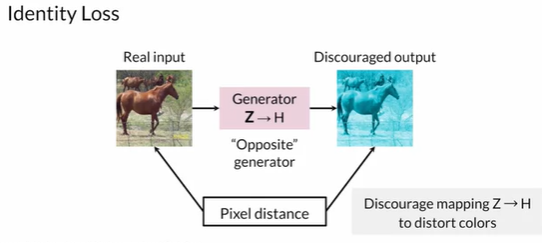 Identity Loss
Real input
Discouraged output
Generator
Z→H
"Opposite"
generator
Pixel distance
Discourage mapping Z→H
to distort colors